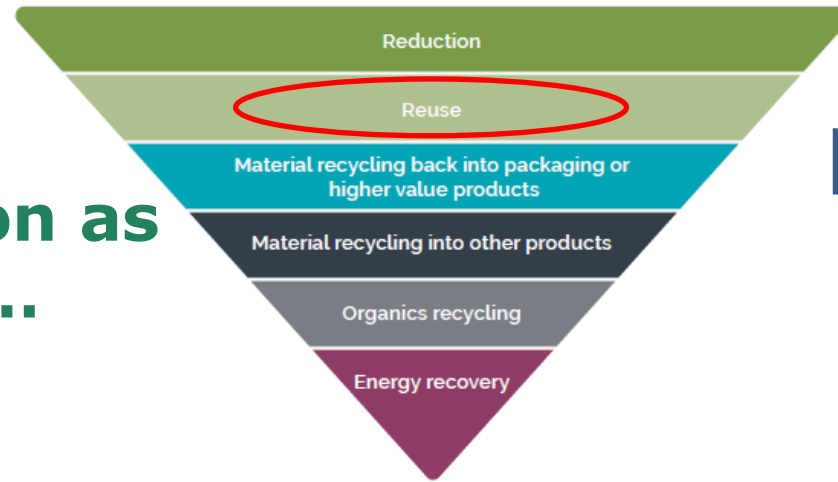 Reduction
Reuse
Material recycling back into packaging or
higher value products
on as
Material recycling into other products
..
Organics recycling
Energy recovery